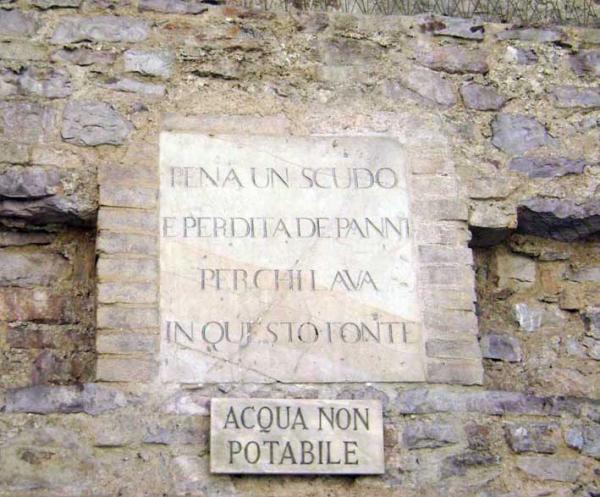 PENA UN SCUDO
E PERDITA DE PANNI
PER CHI LAVA
IN QUESTO FONTE
ACQUA NON
POTABILE